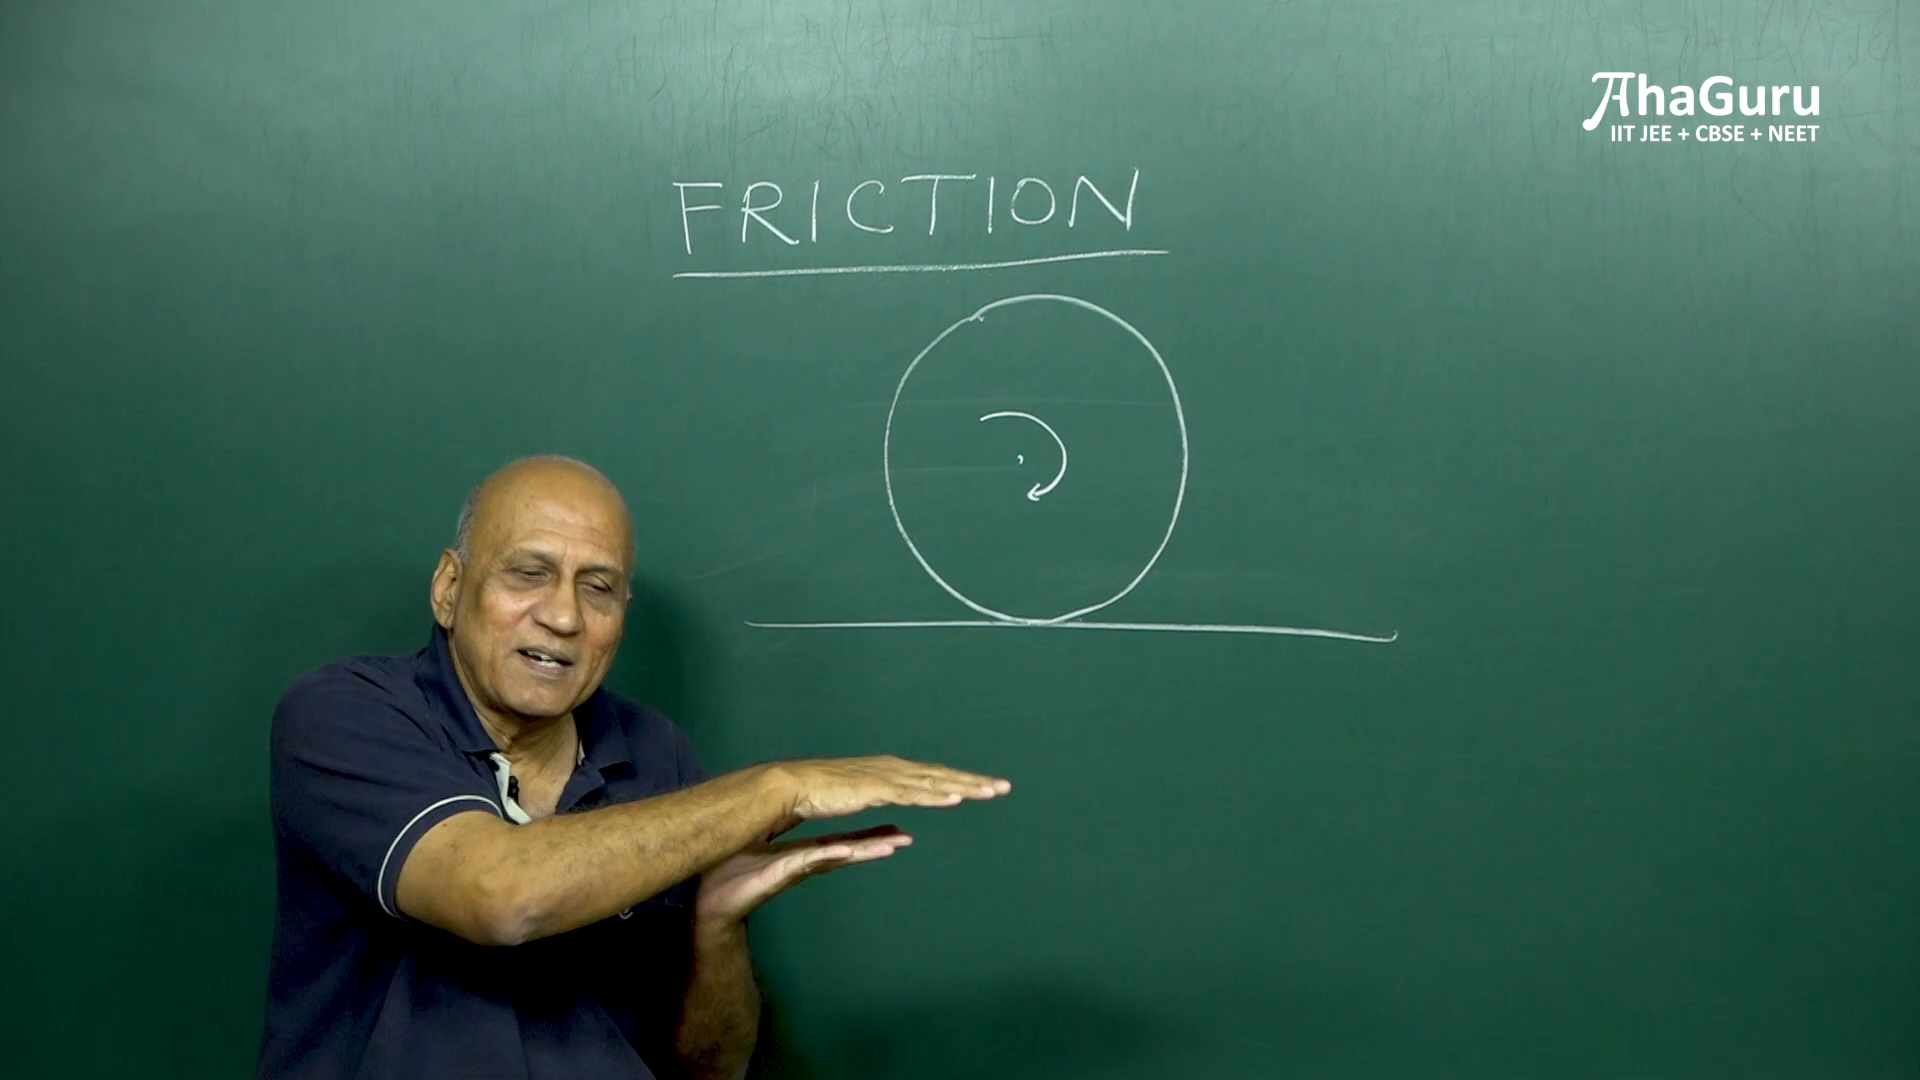 AhaGuru
IIT JEE + CBSE + NEET
FRICTION